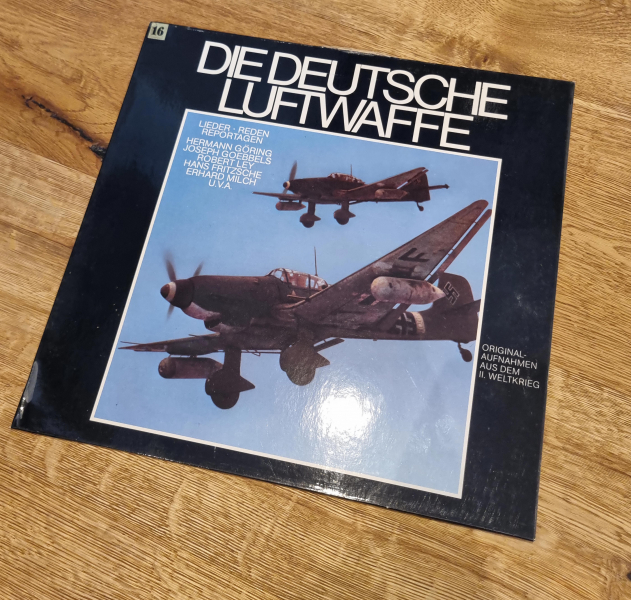 16
DIE DEUTSCHE
LUFTWAFFE
LIEDER · REDEN
REPORTAGEN
HERMANN GÖRING
JOSEPH GOEBBELS
ROBERT LEY
HANS FRITZSCHE
ERHARD MILCH
U.V.A.
F
ORIGINAL-
AUFNAHMEN
AUS DEM
II. WELTKRIEG